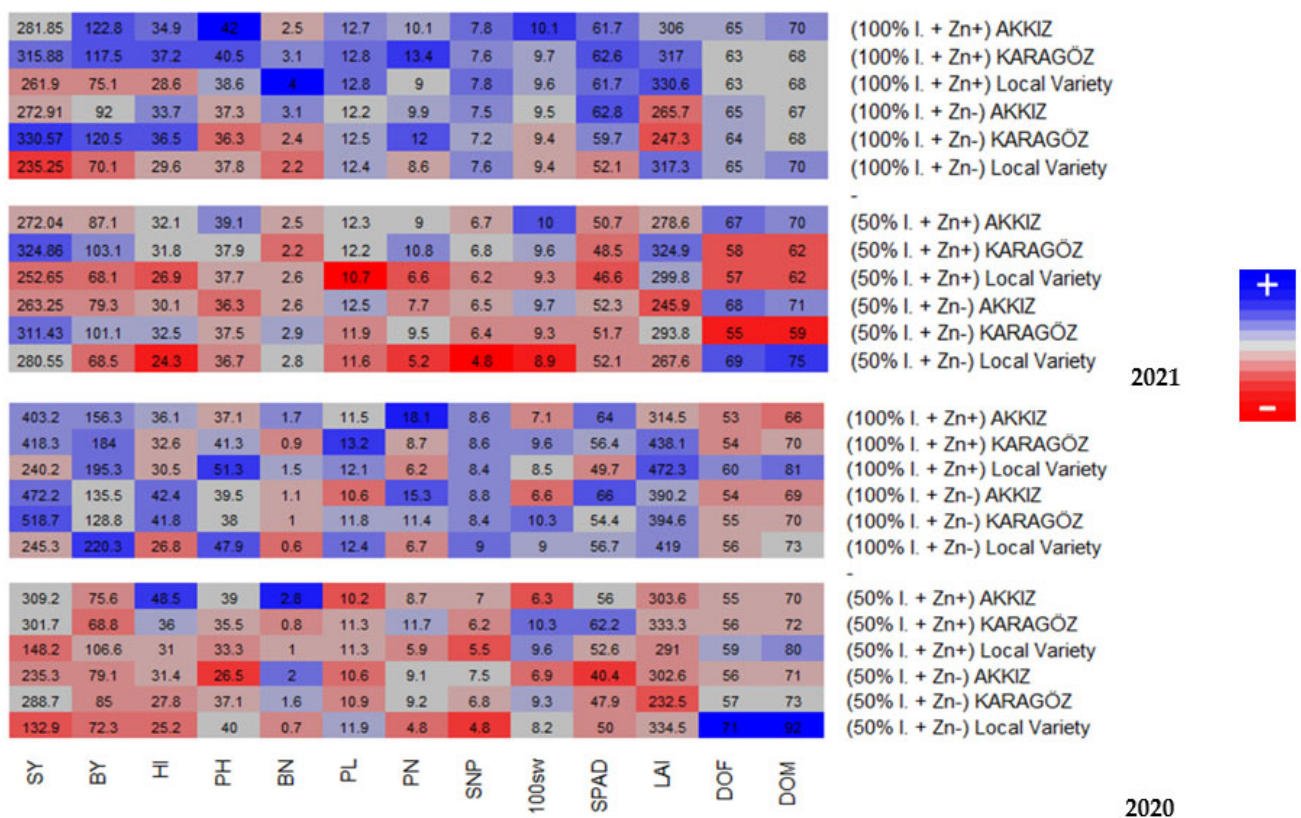 281.85 122.8 34.9 42 2.5 12.7 10.1 7.8 10.1 61.7 306 65 70 (100% I. + Zn+) AKKIZ
315.88 117.5 37.2 40.5 3.1 12.8 13.4 7.6 9.7 62.6 317 63 68 (100% I. + Zn+) KARAGÖZ
261.9 75.1 28.6 38.6 4 12.8 9 7.8 9.6 61.7 330.6 63 68 (100% I. + Zn+) Local Variety
272.91 92 33.7 37.3 3.1 12.2 9.9 7.5 9.5 62.8 265.7 65 67 (100% I. + Zn-) AKKIZ
330.57 120.5 36.5 36.3 2.4 12.5 12 7.2 9.4 59.7 247.3 64 68 (100% I. + Zn-) KARAGÖZ
235.25 70.1 29.6 37.8 2.2 12.4 8.6 7.6 9.4 52.1 317.3 65 70 (100% I. + Zn-) Local Variety
-
272.04 87.1 32.1 39.1 2.5 12.3 9 6.7 10 50.7 278.6 67 70 (50% I. + Zn+) AKKIZ
324.86 103.1 31.8 37.9 2.2 12.2 10.8 6.8 9.6 48.5 324.9 58 62 (50% I. + Zn+) KARAGÖZ
252.65 68.1 26.9 37.7 2.6 10.7 6.6 6.2 9.3 46.6 299.8 57 62 (50% I. + Zn+) Local Variety
263.25 79.3 30.1 36.3 2.6 12.5 7.7 6.5 9.7 52.3 245.9 68 71 (50% I. + Zn-) AKKIZ
311.43 101.1 32.5 37.5 2.9 11.9 9.5 6.4 9.3 51.7 293.8 55 59 (50% I. + Zn-) KARAGÖZ
280.55 68.5 24.3 36.7 2.8 11.6 5.2 4.8 8.9 52.1 267.6 69 75 (50% I. + Zn-) Local Variety
+
-
2021
403.2 156.3 36.1 37.1 1.7 11.5 18.1 8.6 7.1 64 314.5 53 66 (100% I. + Zn+) AKKIZ
418.3 184 32.6 41.3 0.9 13.2 8.7 8.6 9.6 56.4 438.1 54 70 (100% I. + Zn+) KARAGÖZ
240.2 195.3 30.5 51.3 1.5 12.1 6.2 8.4 8.5 49.7 472.3 60 81 (100% I. + Zn+) Local Variety
472.2 135.5 42.4 39.5 1.1 10.6 15.3 8.8 6.6 66 390.2 54 69 (100% I. + Zn-) AKKIZ
518.7 128.8 41.8 38 1 11.8 11.4 8.4 10.3 54.4 394.6 55 70 (100% I. + Zn-) KARAGÖZ
245.3 220.3 26.8 47.9 0.6 12.4 6.7 9 9 56.7 419 56 73 (100% I. + Zn-) Local Variety
-
309.2 75.6 48.5 39 2.8 10.2 8.7 7 6.3 56 303.6 55 70 (50% I. + Zn+) AKKIZ
301.7 68.8 36 35.5 0.8 11.3 11.7 6.2 10.3 62.2 333.3 56 72 (50% I. + Zn+) KARAGÖZ
148.2 106.6 31 33.3 1 11.3 5.9 5.5 9.6 52.6 291 59 80 (50% I. + Zn+) Local Variety
235.3 79.1 31.4 26.5 2 10.6 9.1 7.5 6.9 40.4 302.6 56 71 (50% I. + Zn-) AKKIZ
288.7 85 27.8 37.1 1.6 10.9 9.2 6.8 9.3 47.9 232.5 57 73 (50% I. + Zn-) KARAGÖZ
132.9 72.3 25.2 40 0.7 11.9 4.8 4.8 8.2 50 334.5 71 92 (50% I. + Zn-) Local Variety
SY BY HI PH BN PL PN SNP 100sw SPAD LAI DOF DOM
2020